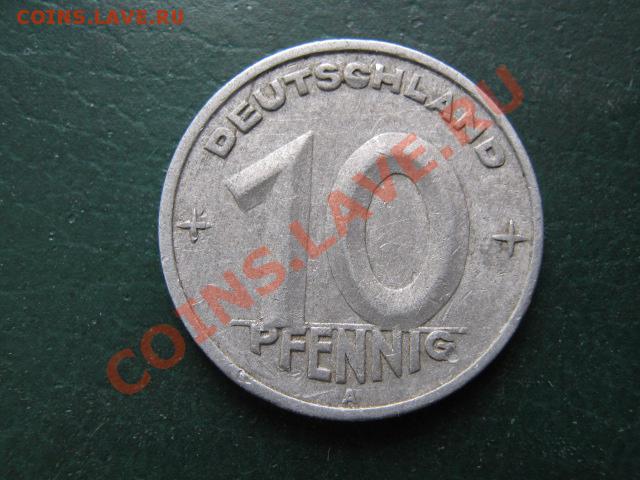 COINS.LAVE.RU
DEUTSCHLAND
10
PFENNIG
A
COINS.LAVE.RU